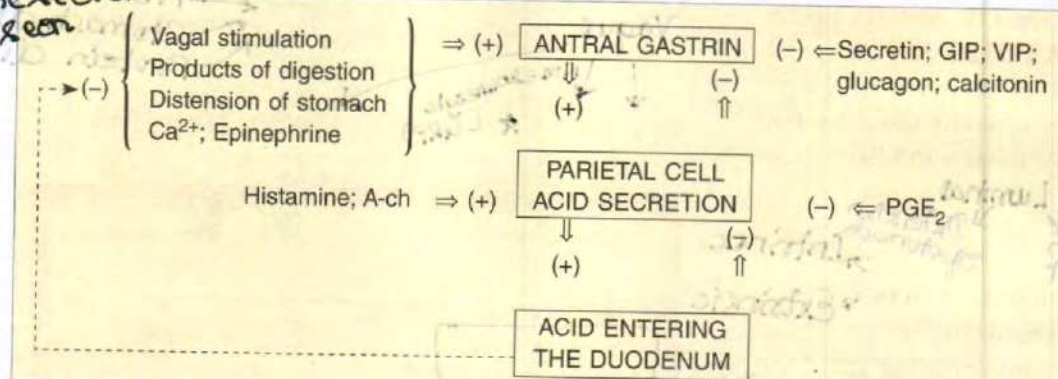 Vagal stimulation
Products of digestion
Distension of stomach
Ca²⁺; Epinephrine
(–)
⇒ (+) ANTRAL GASTRIN (–) ⇐Secretin; GIP; VIP;
glucagon; calcitonin
⇓ (–)
(+) ⇑
Histamine; A-ch ⇒ (+) PARIETAL CELL
ACID SECRETION (–) ⇐ PGE₂
⇓ (–)
(+) ⇑
ACID ENTERING
THE DUODENUM